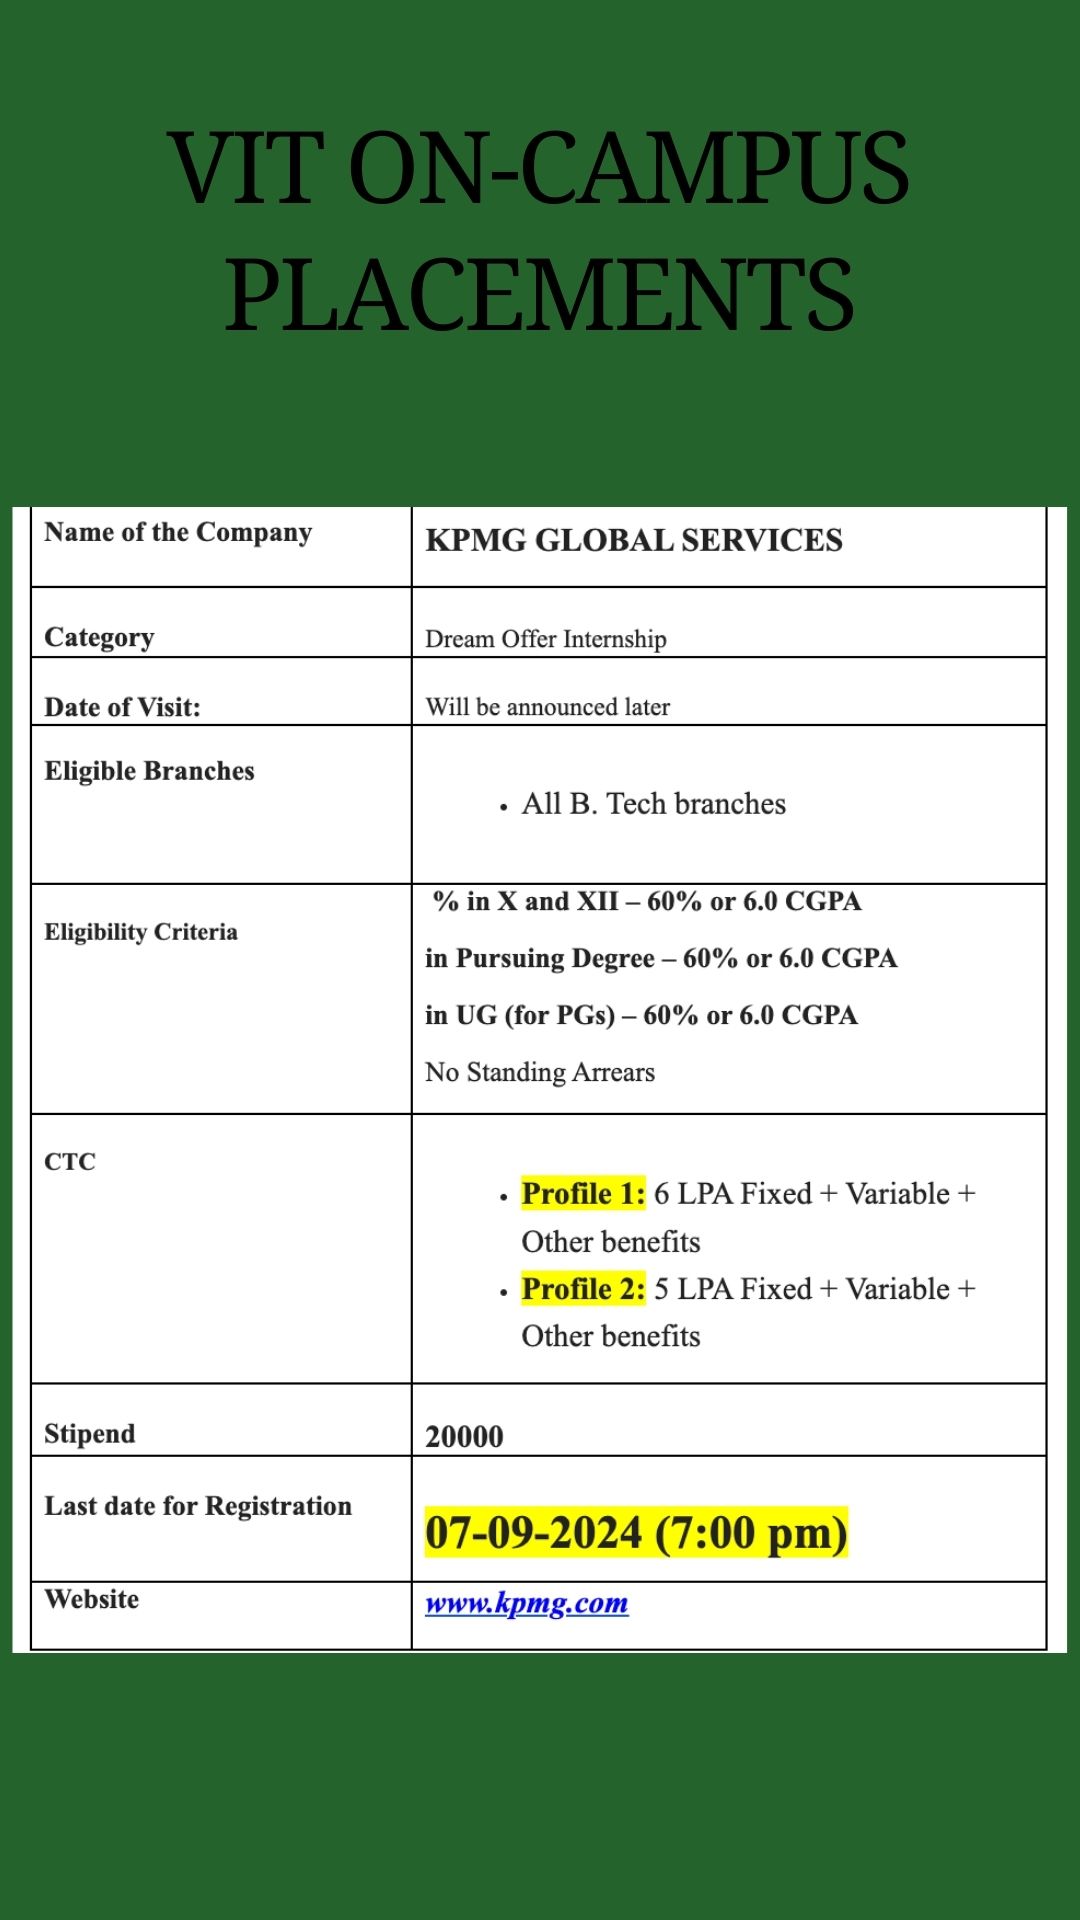 VIT ON-CAMPUS
PLACEMENTS
Name of the Company
KPMG GLOBAL SERVICES
Category
Dream Offer Internship
Date of Visit:
Will be announced later
Eligible Branches
• All B. Tech branches
Eligibility Criteria
% in X and XII – 60% or 6.0 CGPA
in Pursuing Degree – 60% or 6.0 CGPA
in UG (for PGs) – 60% or 6.0 CGPA
No Standing Arrears
CTC
• Profile 1: 6 LPA Fixed + Variable +
Other benefits
• Profile 2: 5 LPA Fixed + Variable +
Other benefits
Stipend
20000
Last date for Registration
07-09-2024 (7:00 pm)
Website
www.kpmg.com